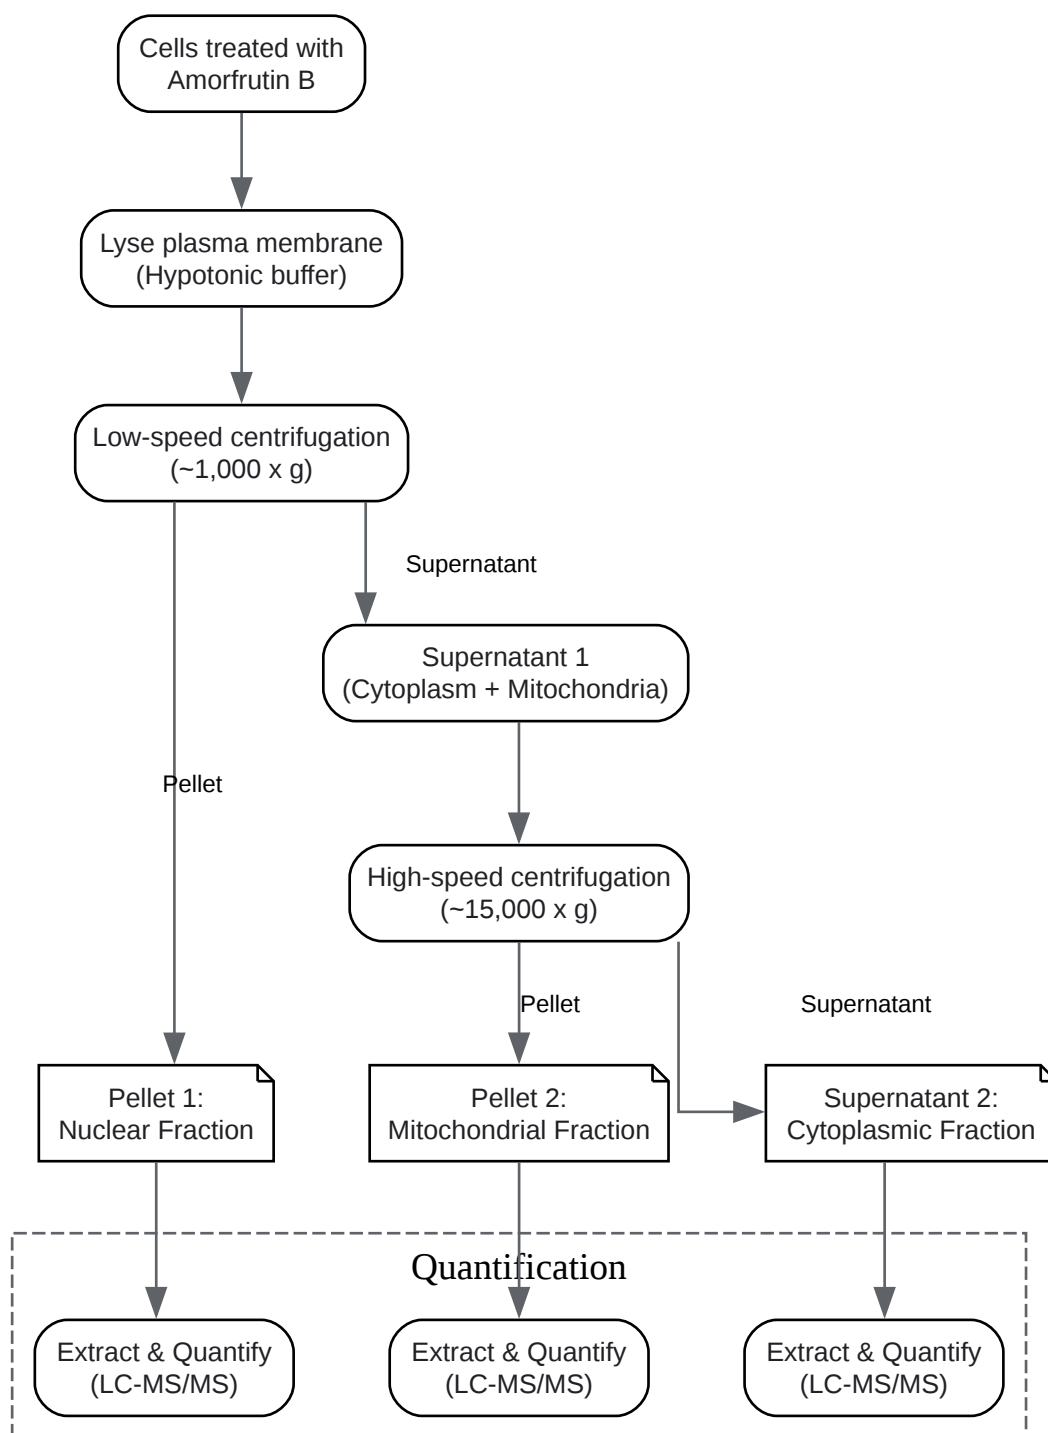 Cells treated with
Amorfrutin B
Lyse plasma membrane
(Hypotonic buffer)
Low-speed centrifugation
(~1,000 x g)
Supernatant
Supernatant 1
(Cytoplasm + Mitochondria)
Pellet
High-speed centrifugation
(~15,000 x g)
Pellet
Supernatant
Pellet 1:
Nuclear Fraction
Pellet 2:
Mitochondrial Fraction
Supernatant 2:
Cytoplasmic Fraction
Quantification
Extract & Quantify
(LC-MS/MS)
Extract & Quantify
(LC-MS/MS)
Extract & Quantify
(LC-MS/MS)